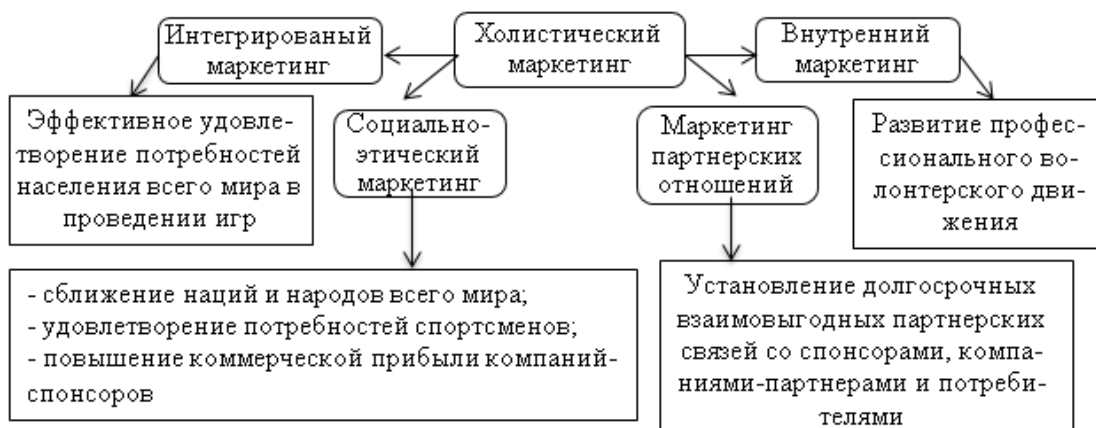 Интегрированый
маркетинг
Холистический
маркетинг
Внутренний
маркетинг
Эффективное удовле-
творение потребностей
населения всего мира в
проведении игр
Социально-
этический
маркетинг
Маркетинг
партнерских
отношений
Развитие профес-
сионального во-
лонтерского дви-
жения
- сближение наций и народов всего мира;
- удовлетворение потребностей спортсменов;
- повышение коммерческой прибыли компаний-
спонсоров
Установление долгосрочных
взаимовыгодных партнерских
связей со спонсорами, компа-
ниями-партнерами и потреби-
телями